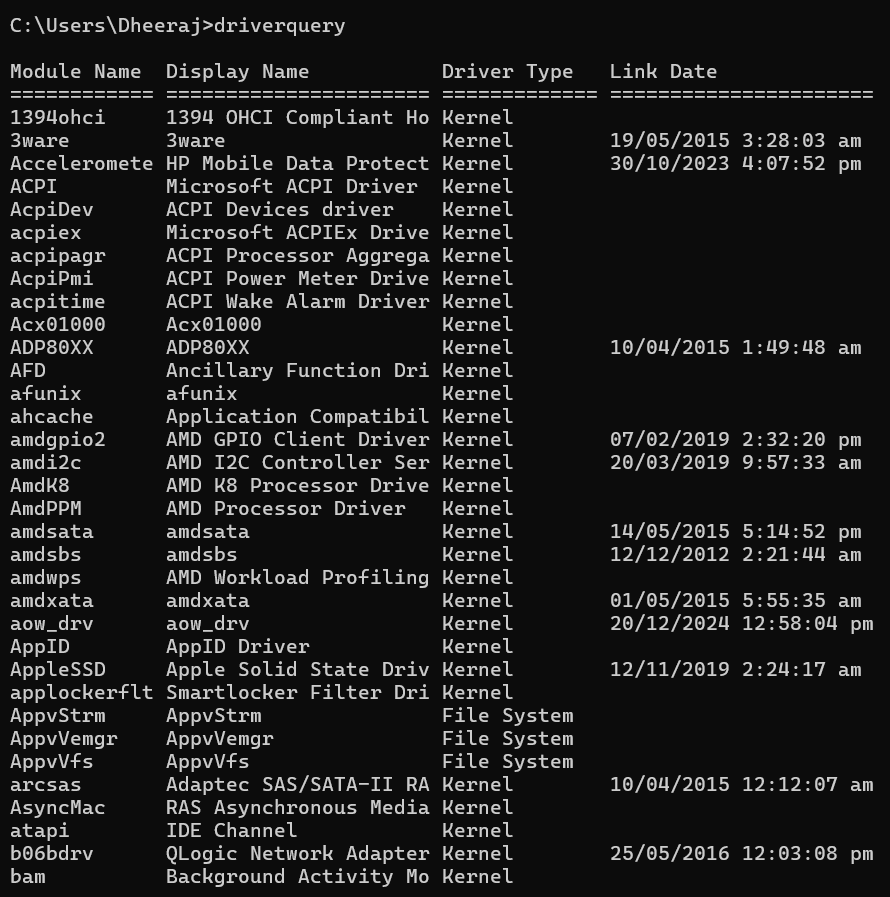 C:\Users\Dheeraj>driverquery

Module Name  Display Name           Driver Type   Link Date
============ ====================== ============= ======================
1394ohci     1394 OHCI Compliant Ho Kernel
3ware        3ware                  Kernel        19/05/2015 3:28:03 am
Acceleromete HP Mobile Data Protect Kernel        30/10/2023 4:07:52 pm
ACPI         Microsoft ACPI Driver  Kernel
AcpiDev      ACPI Devices driver    Kernel
acpiex       Microsoft ACPIEx Drive Kernel
acpipagr     ACPI Processor Aggrega Kernel
AcpiPmi      ACPI Power Meter Drive Kernel
acpitime     ACPI Wake Alarm Driver Kernel
Acx01000     Acx01000               Kernel
ADP80XX      ADP80XX                Kernel        10/04/2015 1:49:48 am
AFD          Ancillary Function Dri Kernel
afunix       afunix                 Kernel
ahcache      Application Compatibil Kernel
amdgpio2     AMD GPIO Client Driver Kernel        07/02/2019 2:32:20 pm
amdi2c       AMD I2C Controller Ser Kernel        20/03/2019 9:57:33 am
AmdK8        AMD K8 Processor Drive Kernel
AmdPPM       AMD Processor Driver   Kernel
amdsata      amdsata                Kernel        14/05/2015 5:14:52 pm
amdsbs       amdsbs                 Kernel        12/12/2012 2:21:44 am
amdwps       AMD Workload Profiling Kernel
amdxata      amdxata                Kernel        01/05/2015 5:55:35 am
aow_drv      aow_drv                Kernel        20/12/2024 12:58:04 pm
AppID        AppID Driver           Kernel
AppleSSD     Apple Solid State Driv Kernel        12/11/2019 2:24:17 am
applockerflt Smartlocker Filter Dri Kernel
AppvStrm     AppvStrm               File System
AppvVemgr    AppvVemgr              File System
AppvVfs      AppvVfs                File System
arcsas       Adaptec SAS/SATA-II RA Kernel        10/04/2015 12:12:07 am
AsyncMac     RAS Asynchronous Media Kernel
atapi        IDE Channel            Kernel
b06bdrv      QLogic Network Adapter Kernel        25/05/2016 12:03:08 pm
bam          Background Activity Mo Kernel